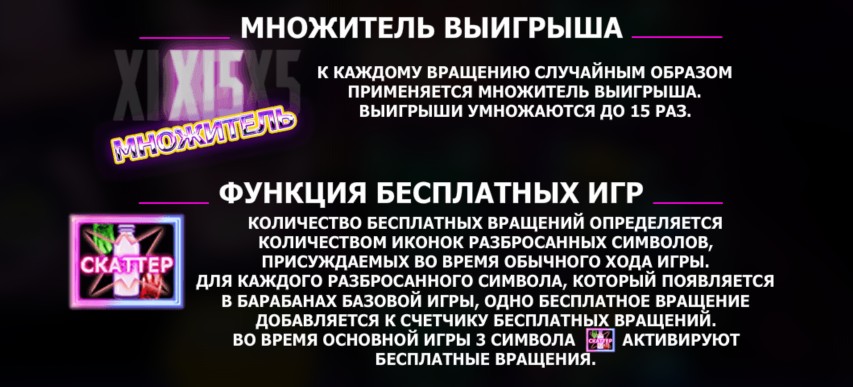 МНОЖИТЕЛЬ ВЫИГРЫША
X1 X15 X5
МНОЖИТЕЛЬ
К КАЖДОМУ ВРАЩЕНИЮ СЛУЧАЙНЫМ ОБРАЗОМ
ПРИМЕНЯЕТСЯ МНОЖИТЕЛЬ ВЫИГРЫША.
ВЫИГРЫШИ УМНОЖАЮТСЯ ДО 15 РАЗ.
ФУНКЦИЯ БЕСПЛАТНЫХ ИГР
СКАТТЕР
КОЛИЧЕСТВО БЕСПЛАТНЫХ ВРАЩЕНИЙ ОПРЕДЕЛЯЕТСЯ
КОЛИЧЕСТВОМ ИКОНОК РАЗБРОСАННЫХ СИМВОЛОВ,
ПРИСУЖДАЕМЫХ ВО ВРЕМЯ ОБЫЧНОГО ХОДА ИГРЫ.
ДЛЯ КАЖДОГО РАЗБРОСАННОГО СИМВОЛА, КОТОРЫЙ ПОЯВЛЯЕТСЯ
В БАРАБАНАХ БАЗОВОЙ ИГРЫ, ОДНО БЕСПЛАТНОЕ ВРАЩЕНИЕ
ДОБАВЛЯЕТСЯ К СЧЕТЧИКУ БЕСПЛАТНЫХ ВРАЩЕНИЙ.
ВО ВРЕМЯ ОСНОВНОЙ ИГРЫ 3 СИМВОЛА СКАТТЕР АКТИВИРУЮТ
БЕСПЛАТНЫЕ ВРАЩЕНИЯ.